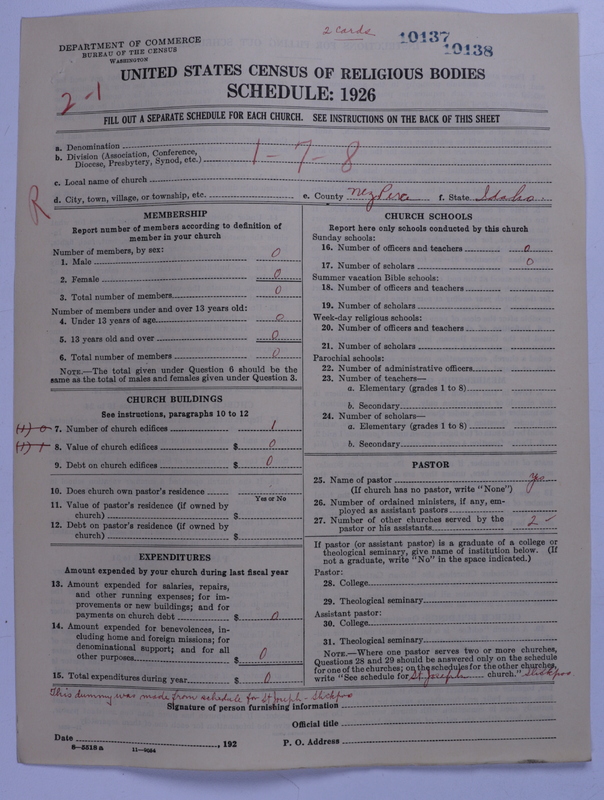 2 cards
10137
10138
DEPARTMENT OF COMMERCE
BUREAU OF THE CENSUS
WASHINGTON
UNITED STATES CENSUS OF RELIGIOUS BODIES
SCHEDULE: 1926
2-1
FILL OUT A SEPARATE SCHEDULE FOR EACH CHURCH. SEE INSTRUCTIONS ON THE BACK OF THIS SHEET
a. Denomination
b. Division (Association, Conference, Diocese, Presbytery, Synod, etc.) 1-7-8
c. Local name of church
R
d. City, town, village, or township, etc. e. County Nez Perce f. State Idaho
MEMBERSHIP
Report number of members according to definition of
member in your church
Number of members, by sex:
1. Male 0
2. Female 0
3. Total number of members 0
Number of members under and over 13 years old:
4. Under 13 years of age 0
5. 13 years old and over 0
6. Total number of members 0
NOTE.—The total given under Question 6 should be the
same as the total of males and females given under Question 3.
CHURCH BUILDINGS
See instructions, paragraphs 10 to 12
(1) 0 7. Number of church edifices 1
(1) 1 8. Value of church edifices $ 0
9. Debt on church edifices $ 0
10. Does church own pastor's residence
Yes or No
11. Value of pastor's residence (if owned by
church) $
12. Debt on pastor's residence (if owned by
church) $
EXPENDITURES
Amount expended by your church during last fiscal year
13. Amount expended for salaries, repairs,
and other running expenses; for im-
provements or new buildings; and for
payments on church debt $ 0
14. Amount expended for benevolences, in-
cluding home and foreign missions; for
denominational support; and for all
other purposes $ 0
15. Total expenditures during year $ 0
CHURCH SCHOOLS
Report here only schools conducted by this church
Sunday schools:
16. Number of officers and teachers 0
17. Number of scholars 0
Summer vacation Bible schools:
18. Number of officers and teachers
19. Number of scholars
Week-day religious schools:
20. Number of officers and teachers
21. Number of scholars
Parochial schools:
22. Number of administrative officers
23. Number of teachers—
a. Elementary (grades 1 to 8)
b. Secondary
24. Number of scholars—
a. Elementary (grades 1 to 8)
b. Secondary
PASTOR
25. Name of pastor yes
(If church has no pastor, write "None")
26. Number of ordained ministers, if any, em-
ployed as assistant pastors
27. Number of other churches served by the
pastor or his assistants 2
If pastor (or assistant pastor) is a graduate of a college or
theological seminary, give name of institution below. (If
not a graduate, write "No" in the space indicated.)
Pastor:
28. College
29. Theological seminary
Assistant pastor:
30. College
31. Theological seminary
NOTE.—Where one pastor serves two or more churches,
Questions 28 and 29 should be answered only on the schedule
for one of the churches; on the schedules for the other churches,
write "See schedule for St Joseph church." Slickpoo
This dummy was made from schedule for St Joseph - Slickpoo
Signature of person furnishing information
Official title
Date , 192 P. O. Address
8—5518 a 11—9084